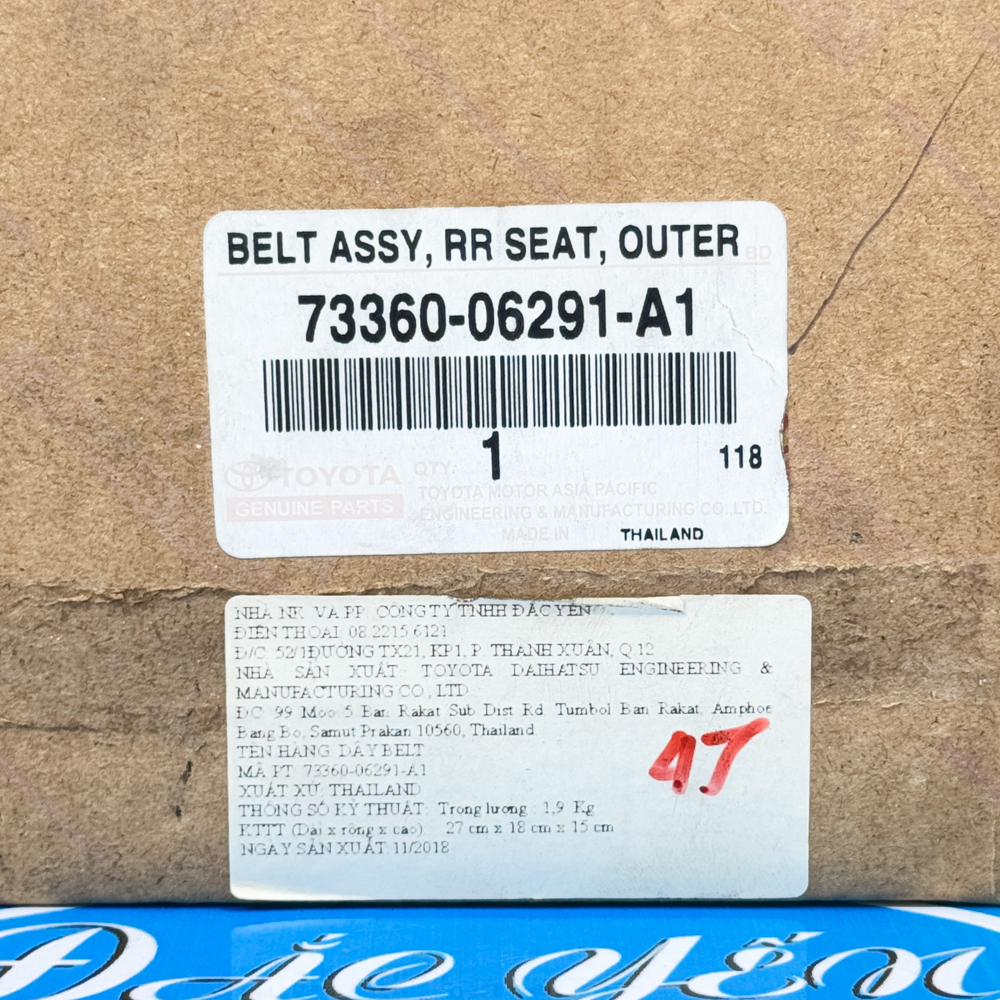 BELT ASSY, RR SEAT, OUTER
BD
73360-06291-A1
1
118
TOYOTA
GENUINE PARTS
QTY.
TOYOTA MOTOR ASIA PACIFIC
ENGINEERING & MANUFACTURING CO.,LTD.
MADE IN THAILAND
NHÀ NK VÀ PP CÔNG TY TNHH ĐẮC YẾN
ĐIỆN THOẠI: 08.2215 6121
Đ/C: 52/1 ĐƯỜNG TX21, KP1, P. THẠNH XUÂN, Q.12
NHÀ SẢN XUẤT: TOYOTA DAIHATSU ENGINEERING &
MANUFACTURING CO., LTD
ĐC: 99 Moo 5 Ban Rakat Sub Dist Rd Tumbol Ban Rakat, Amphoe
Bang Bo, Samut Prakan 10560, Thailand
TÊN HÀNG: DÂY BELT
MÃ PT: 73360-06291-A1
XUẤT XỨ: THAILAND
THÔNG SỐ KỸ THUẬT: Trọng lượng: 1,9 Kg
KTTT (Dài x rộng x cao): 27 cm x 18 cm x 15 cm
NGÀY SẢN XUẤT: 11/2018
ĐẮC YẾN